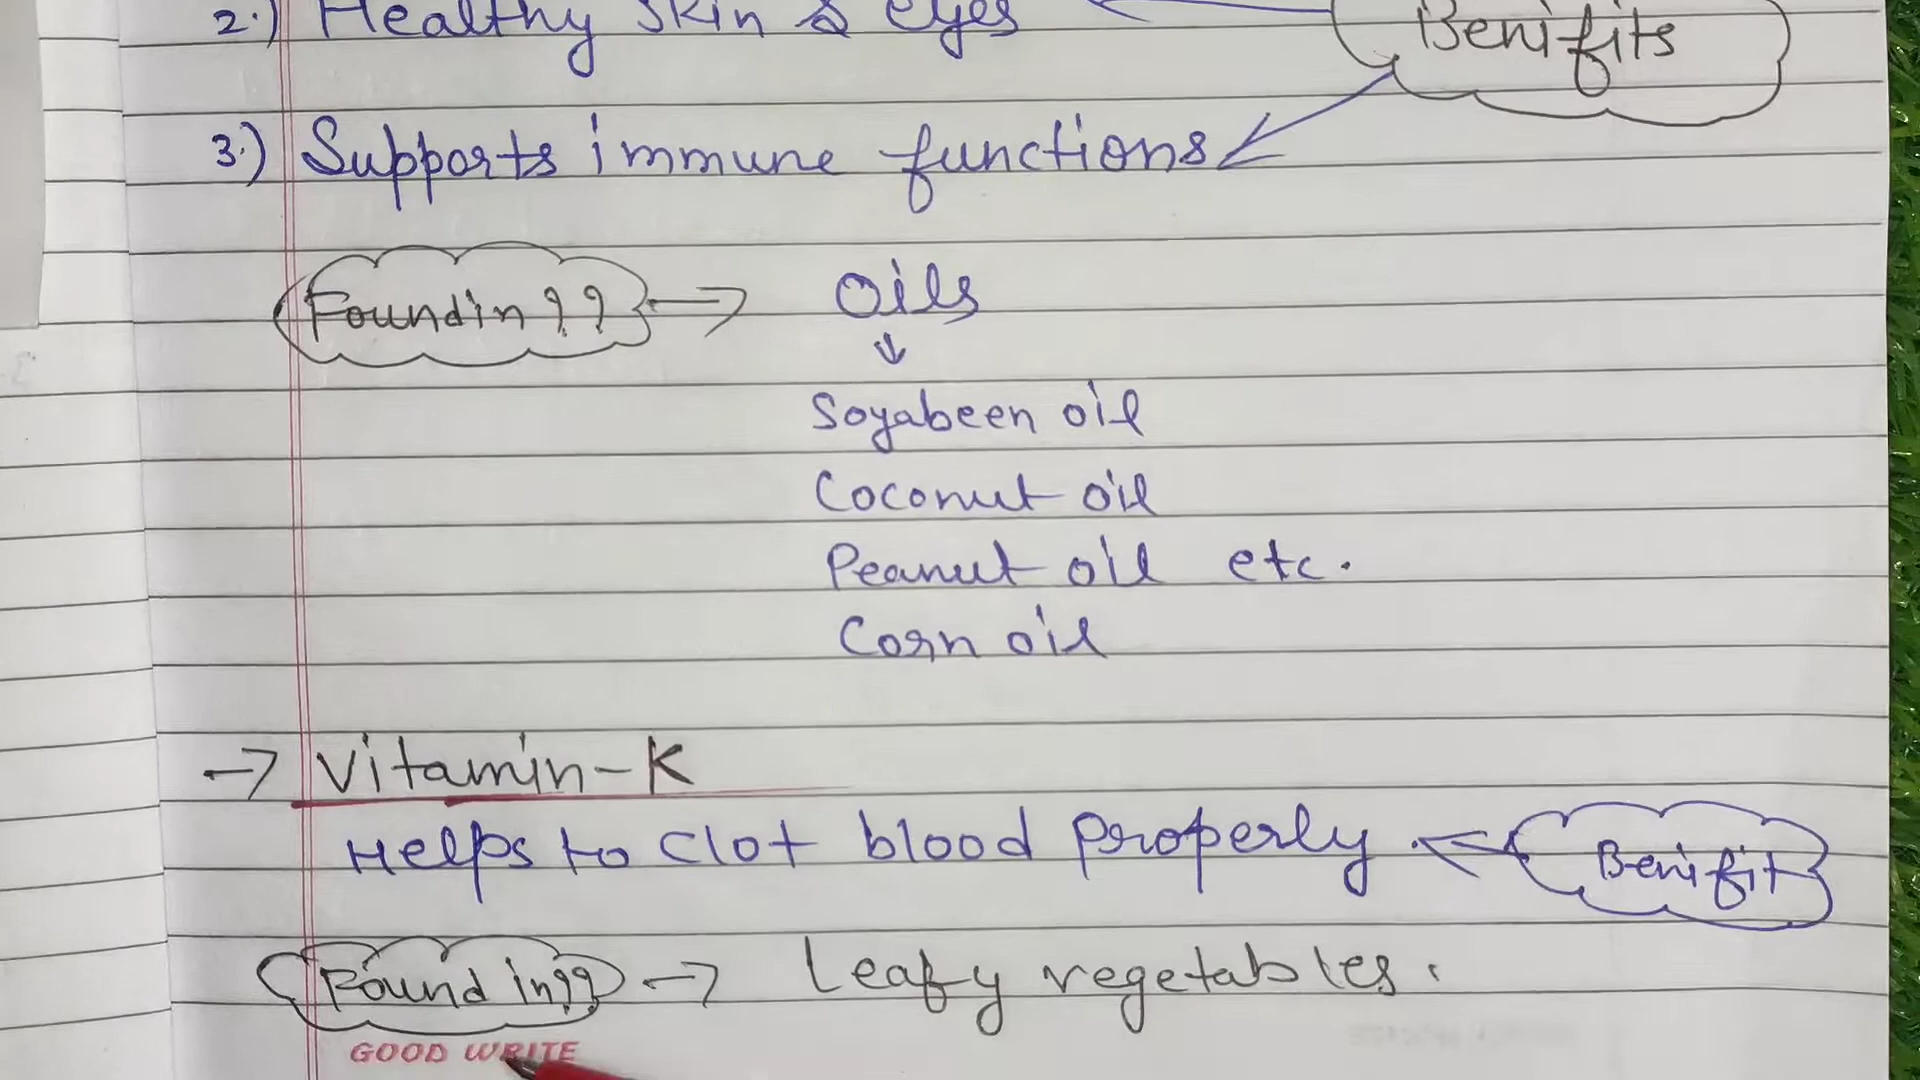 2.) Healthy skin & eyes
Benifits
3.) Supports immune functions
Found in ?? → Oils
↓
Soyabeen oil
Coconut oil
Peanut oil etc.
Corn oil
→ Vitamin-K
Helps to clot blood properly. ← Benifit
Found in ?? → Leafy vegetables.
GOOD WRITE